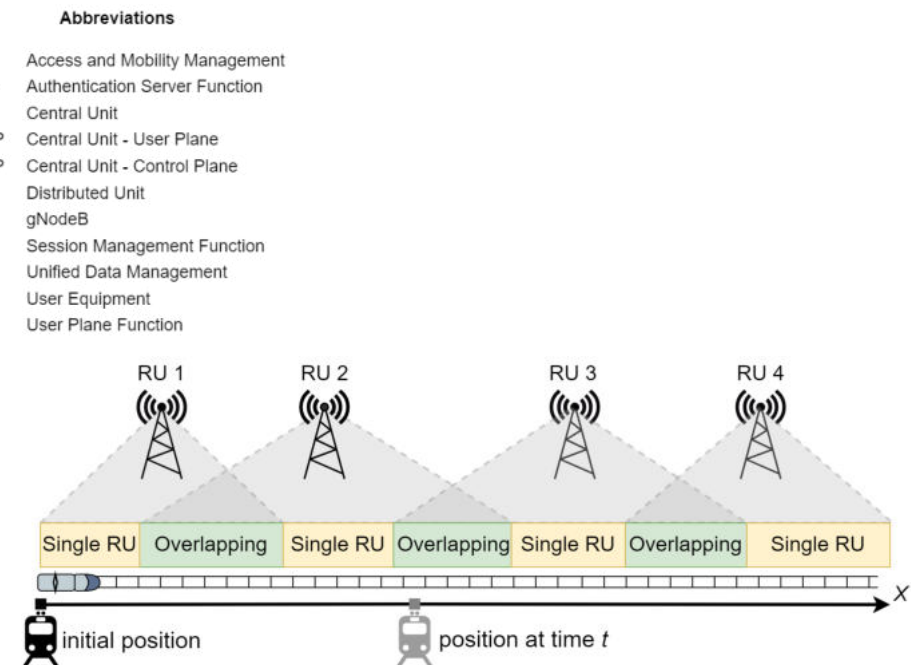 Abbreviations
Access and Mobility Management
Authentication Server Function
Central Unit
P Central Unit - User Plane
P Central Unit - Control Plane
Distributed Unit
gNodeB
Session Management Function
Unified Data Management
User Equipment
User Plane Function
RU 1 RU 2 RU 3 RU 4
Single RU Overlapping Single RU Overlapping Single RU Overlapping Single RU
X
initial position position at time t